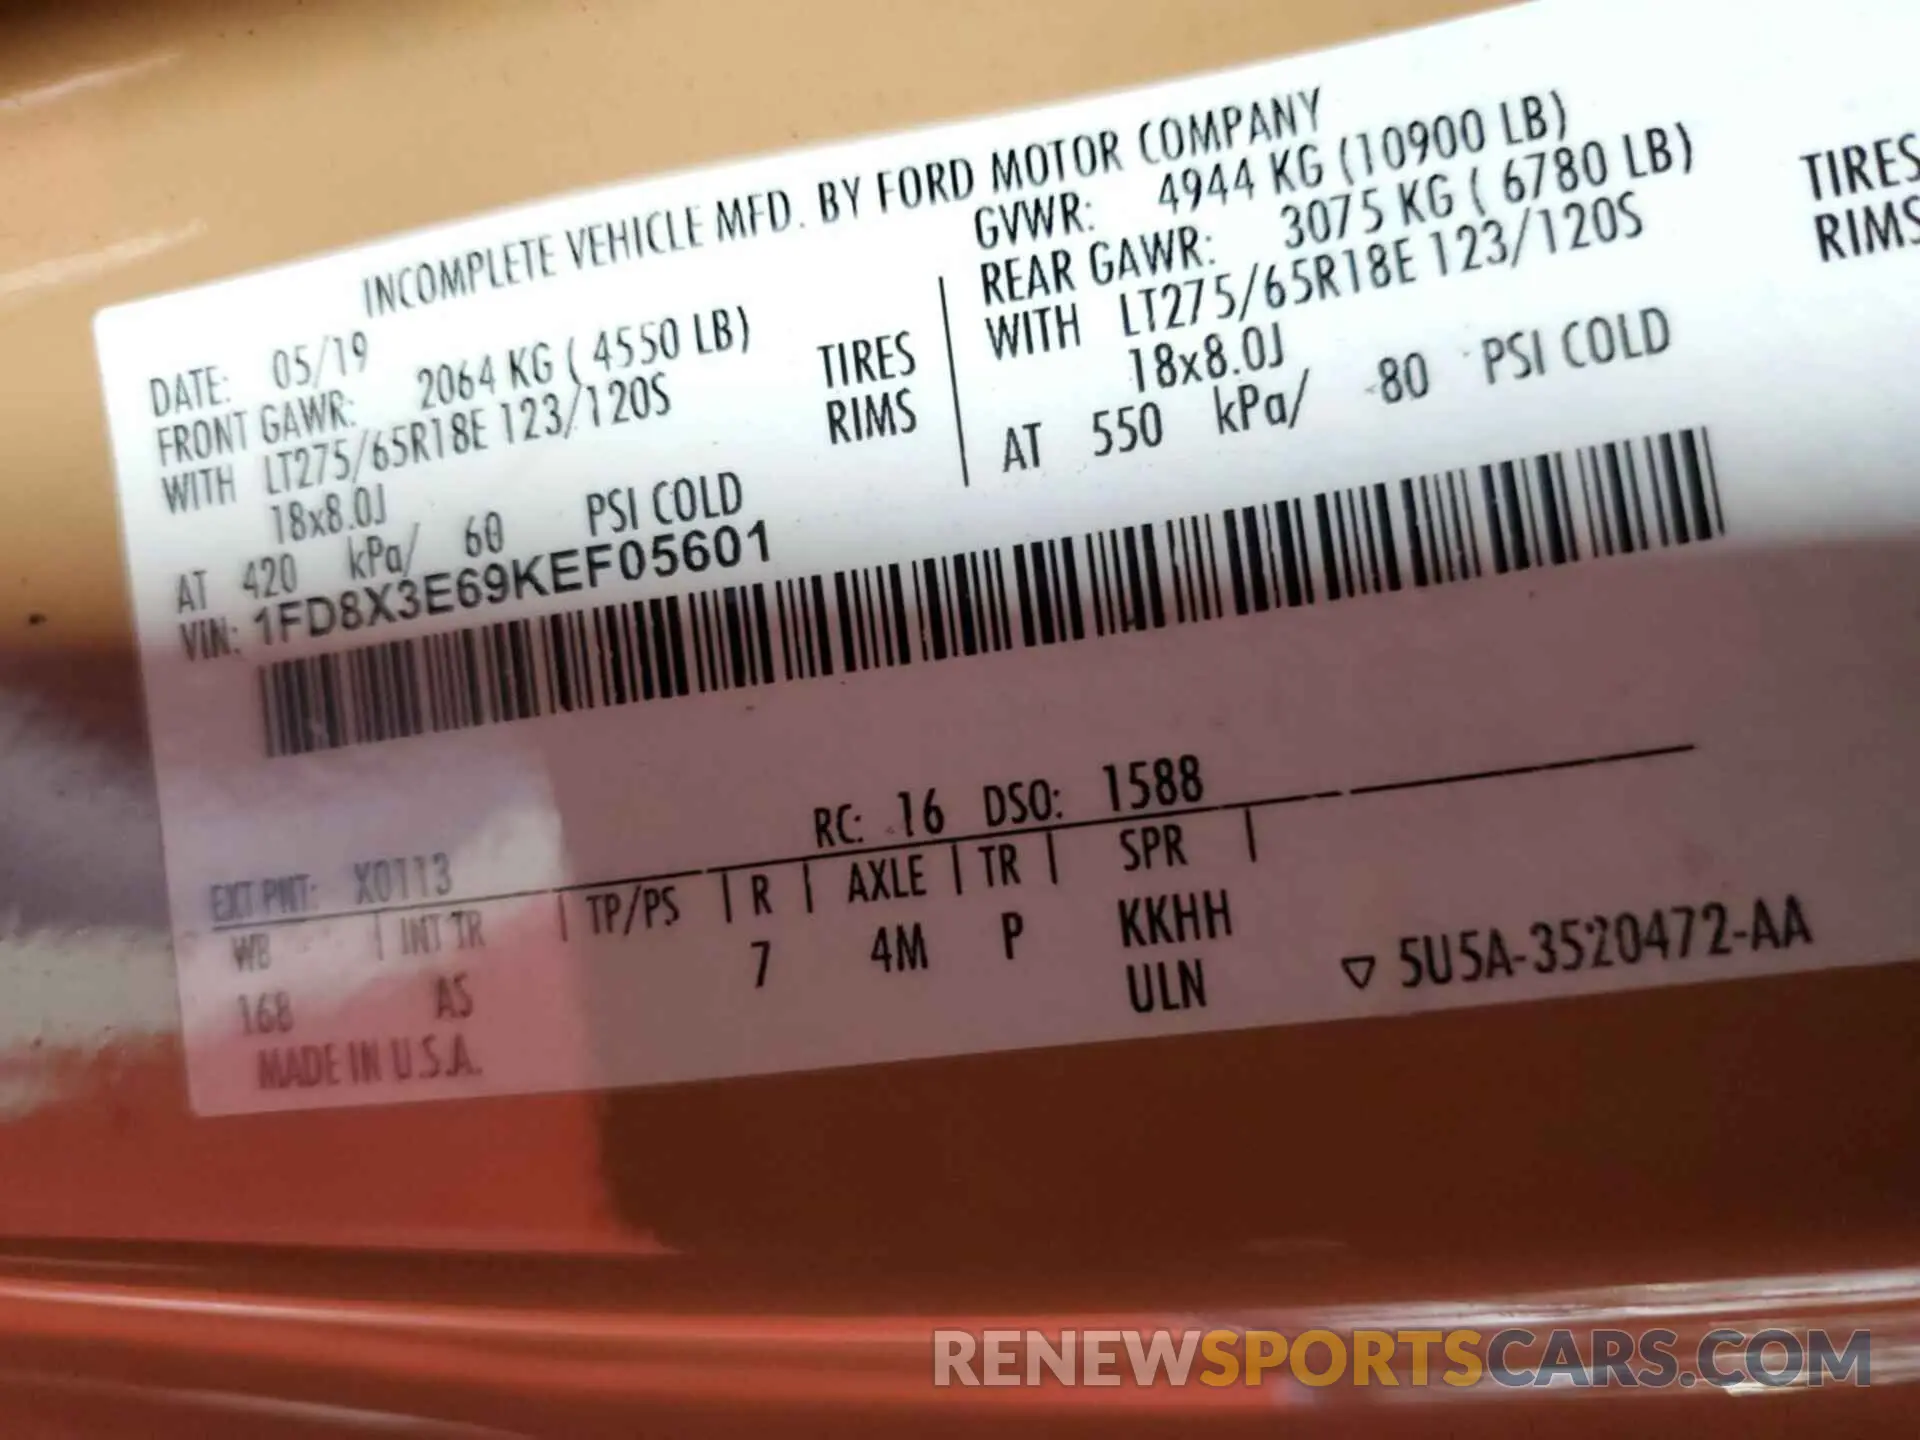 INCOMPLETE VEHICLE MFD. BY FORD MOTOR COMPANY
DATE: 05/19
GVWR: 4944 KG (10900 LB)
FRONT GAWR: 2064 KG ( 4550 LB)
REAR GAWR: 3075 KG ( 6780 LB)
WITH LT275/65R18E 123/120S TIRES
WITH LT275/65R18E 123/120S TIRES
18x8.0J RIMS
18x8.0J RIMS
AT 420 kPa/ 60 PSI COLD
AT 550 kPa/ 80 PSI COLD
VIN: 1FD8X3E69KEF05601
EXT PNT: X0113 RC: 16 DSO: 1588
WB | INT TR | TP/PS | R | AXLE | TR | SPR |
168 AS 7 4M P KKHH
ULN
MADE IN U.S.A.
▽ 5U5A-3520472-AA
RENEWSPORTSCARS.COM